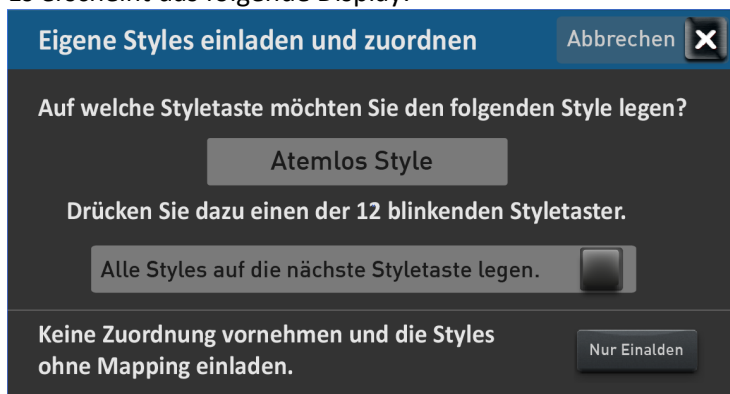 Es erscheint das folgende Display:
Eigene Styles einladen und zuordnen
Abbrechen X
Auf welche Styletaste möchten Sie den folgenden Style legen?
Atemlos Style
Drücken Sie dazu einen der 12 blinkenden Styletaster.
Alle Styles auf die nächste Styletaste legen.
Keine Zuordnung vornehmen und die Styles
ohne Mapping einladen.
Nur Einalden